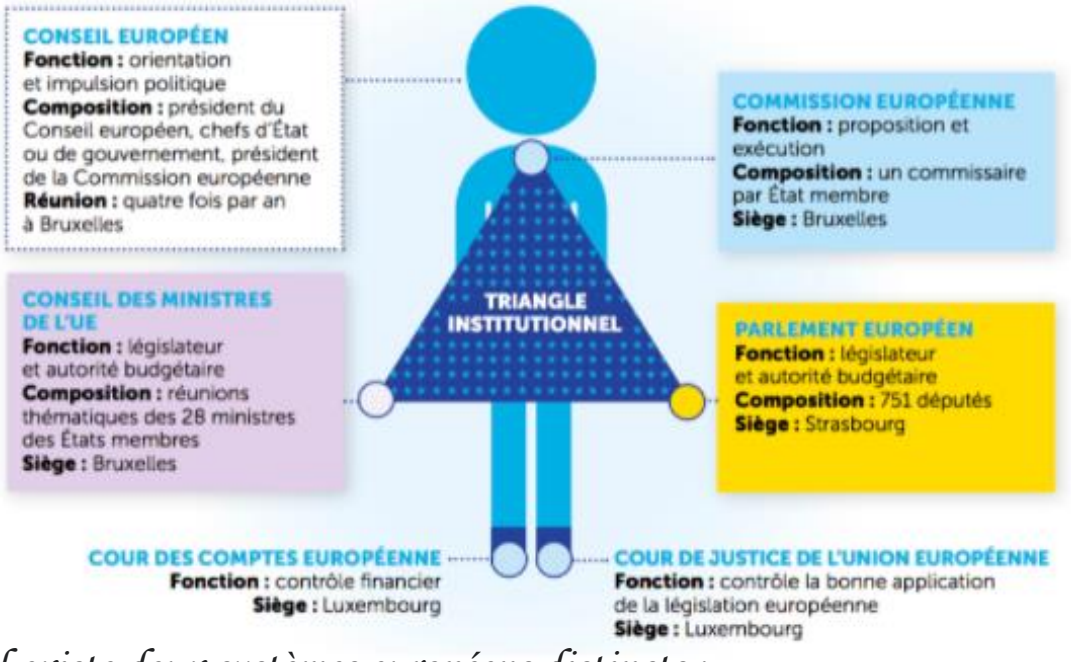 CONSEIL EUROPÉEN
Fonction : orientation
et impulsion politique
Composition : président du
Conseil européen, chefs d'État
ou de gouvernement, président
de la Commission européenne
Réunion : quatre fois par an
à Bruxelles
COMMISSION EUROPÉENNE
Fonction : proposition et
exécution
Composition : un commissaire
par État membre
Siège : Bruxelles
CONSEIL DES MINISTRES
DE L'UE
Fonction : législateur
et autorité budgétaire
Composition : réunions
thématiques des 28 ministres
des États membres
Siège : Bruxelles
TRIANGLE
INSTITUTIONNEL
PARLEMENT EUROPÉEN
Fonction : législateur
et autorité budgétaire
Composition : 751 députés
Siège : Strasbourg
COUR DES COMPTES EUROPÉENNE
Fonction : contrôle financier
Siège : Luxembourg
COUR DE JUSTICE DE L'UNION EUROPÉENNE
Fonction : contrôle la bonne application
de la législation européenne
Siège : Luxembourg
existe deux systèmes européens distincts